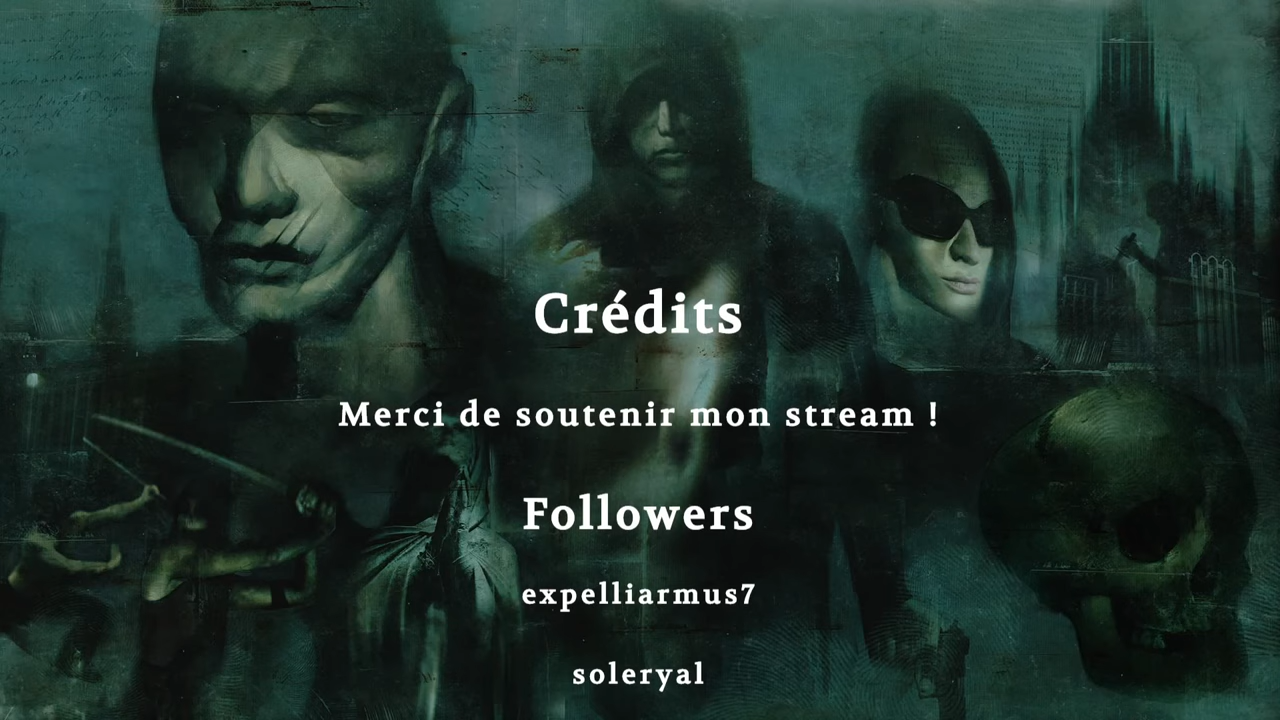 Crédits
Merci de soutenir mon stream !
Followers
expelliarmus7
soleryal